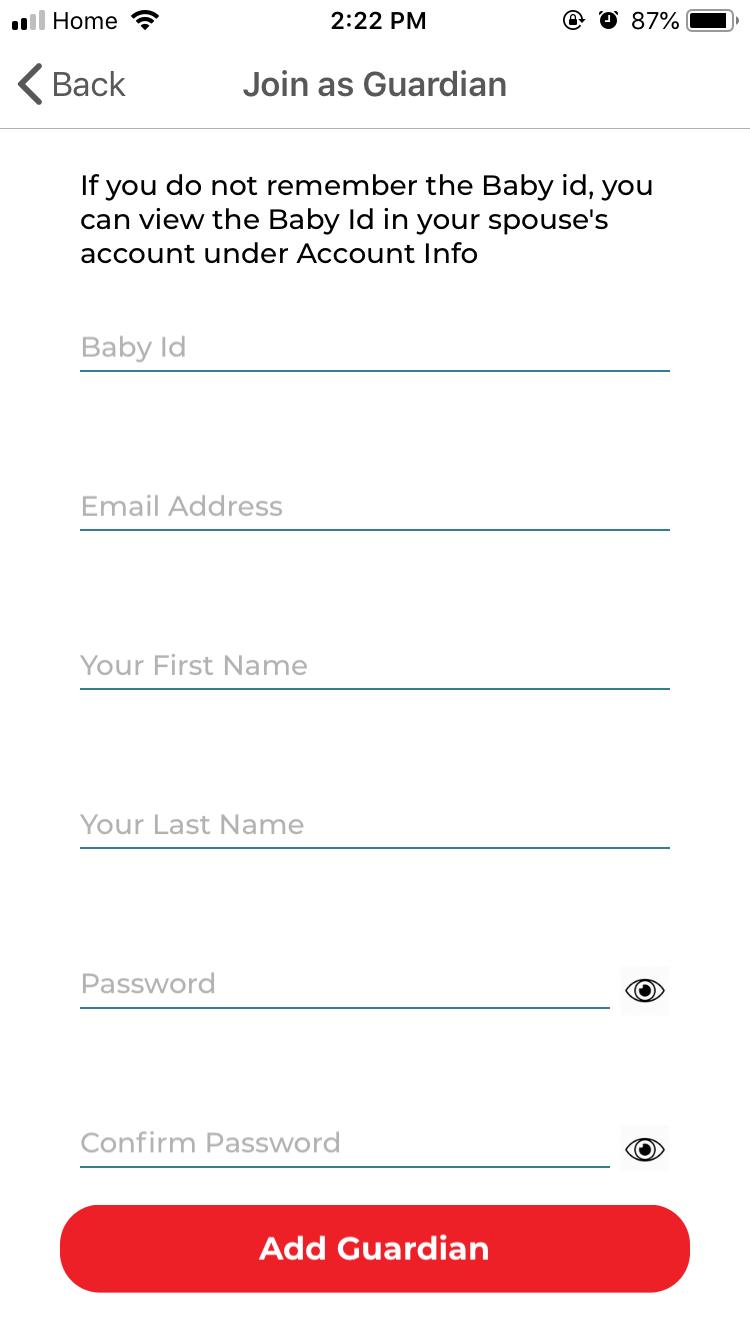 Home 2:22 PM 87%
Back Join as Guardian
If you do not remember the Baby id, you
can view the Baby Id in your spouse's
account under Account Info
Baby Id
Email Address
Your First Name
Your Last Name
Password
Confirm Password
Add Guardian